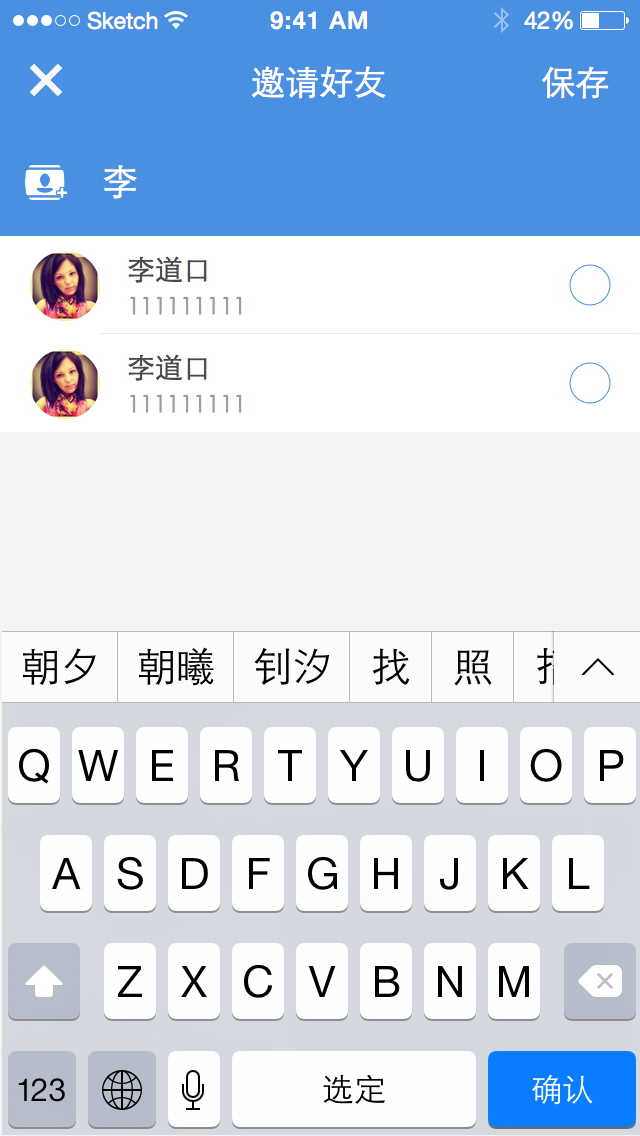 Sketch 9:41 AM 42%
邀请好友 保存
李
李道口
111111111
李道口
111111111
朝夕 朝曦 钊汐 找 照
Q W E R T Y U I O P
A S D F G H J K L
Z X C V B N M
123 选定 确认